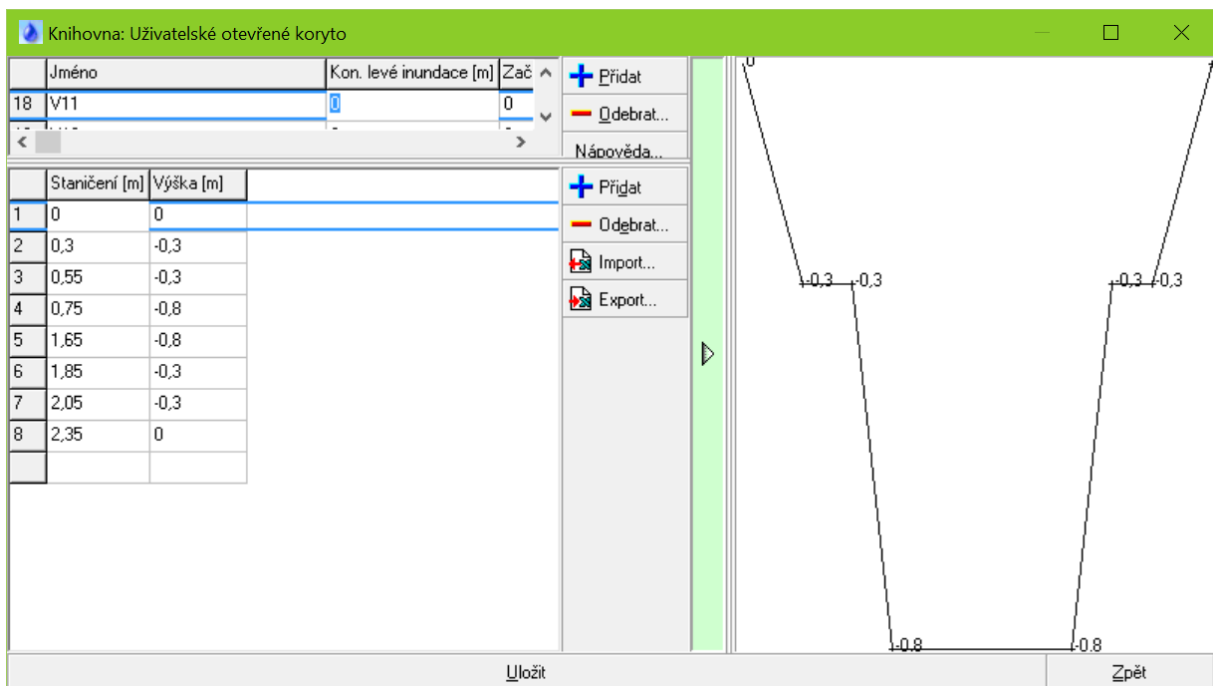 Knihovna: Uživatelské otevřené koryto
Jméno Kon. levé inundace [m] Zač
18 V11 0 0
Přidat
Odebrat...
Nápověda...
Staničení [m] Výška [m]
1 0 0
2 0,3 -0,3
3 0,55 -0,3
4 0,75 -0,8
5 1,65 -0,8
6 1,85 -0,3
7 2,05 -0,3
8 2,35 0
Přidat
Odebrat...
Import...
Export...
0
-0,3 -0,3 -0,3 -0,3
-0,8 -0,8
Uložit Zpět